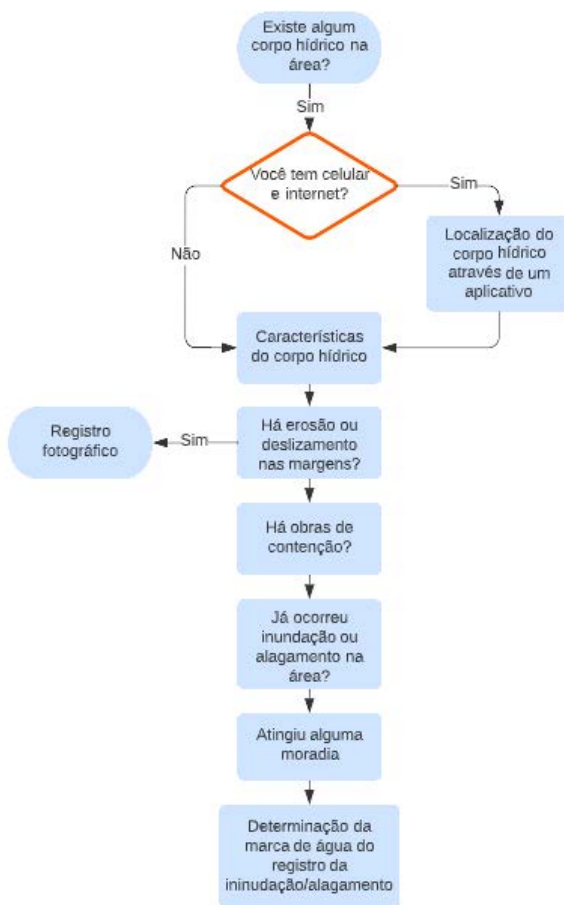 Existe algum
corpo hídrico na
área?
Sim
Você tem celular
e internet?
Sim
Não
Localização do
corpo hídrico
através de um
aplicativo
Características
do corpo hídrico
Há erosão ou
deslizamento
nas margens?
Sim
Registro
fotográfico
Há obras de
contenção?
Já ocorreu
inundação ou
alagamento na
área?
Atingiu alguma
moradia
Determinação da
marca de água do
registro da
ininudação/alagamento